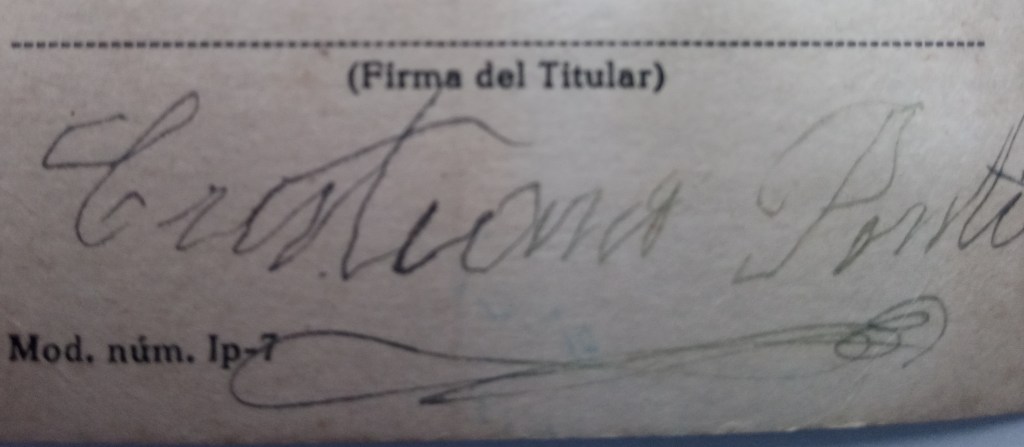 (Firma del Titular)
Cristiana
Mod. núm. Ip-7